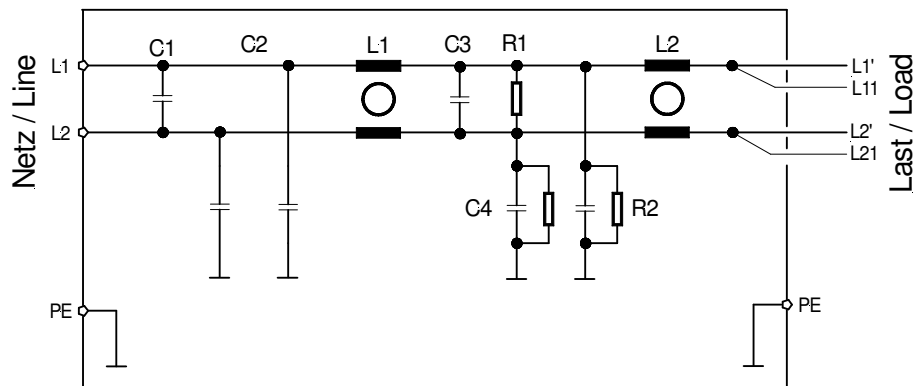 C1
C2
L1
C3
R1
L2
L1
L1'
L11
L2
L2'
L21
Netz / Line
Last / Load
C4
R2
PE
PE